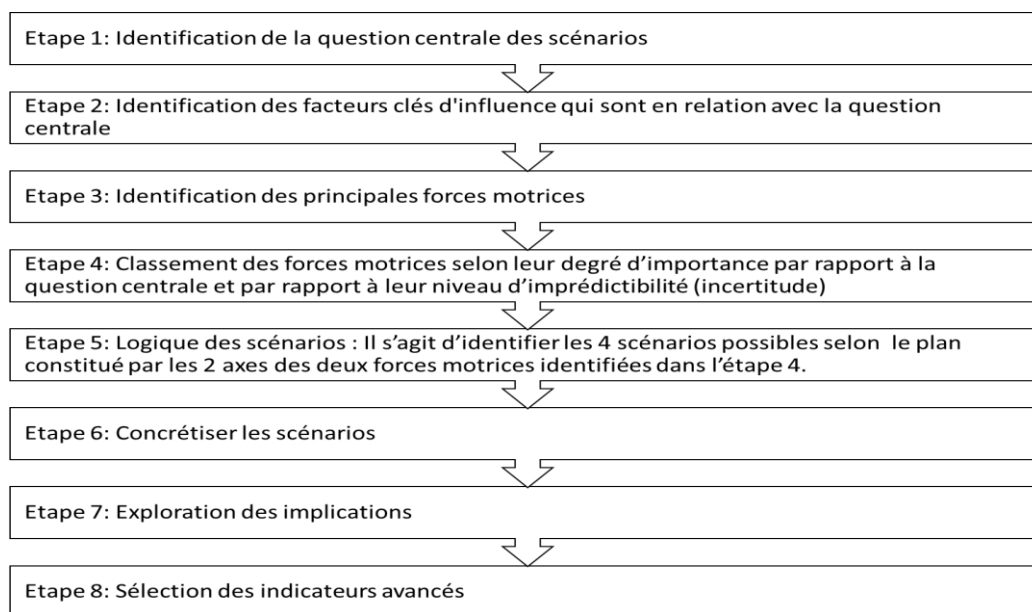 Etape 1: Identification de la question centrale des scénarios
Etape 2: Identification des facteurs clés d'influence qui sont en relation avec la question
centrale
Etape 3: Identification des principales forces motrices
Etape 4: Classement des forces motrices selon leur degré d’importance par rapport à la
question centrale et par rapport à leur niveau d’imprédictibilité (incertitude)
Etape 5: Logique des scénarios : Il s’agit d’identifier les 4 scénarios possibles selon le plan
constitué par les 2 axes des deux forces motrices identifiées dans l’étape 4.
Etape 6: Concrétiser les scénarios
Etape 7: Exploration des implications
Etape 8: Sélection des indicateurs avancés